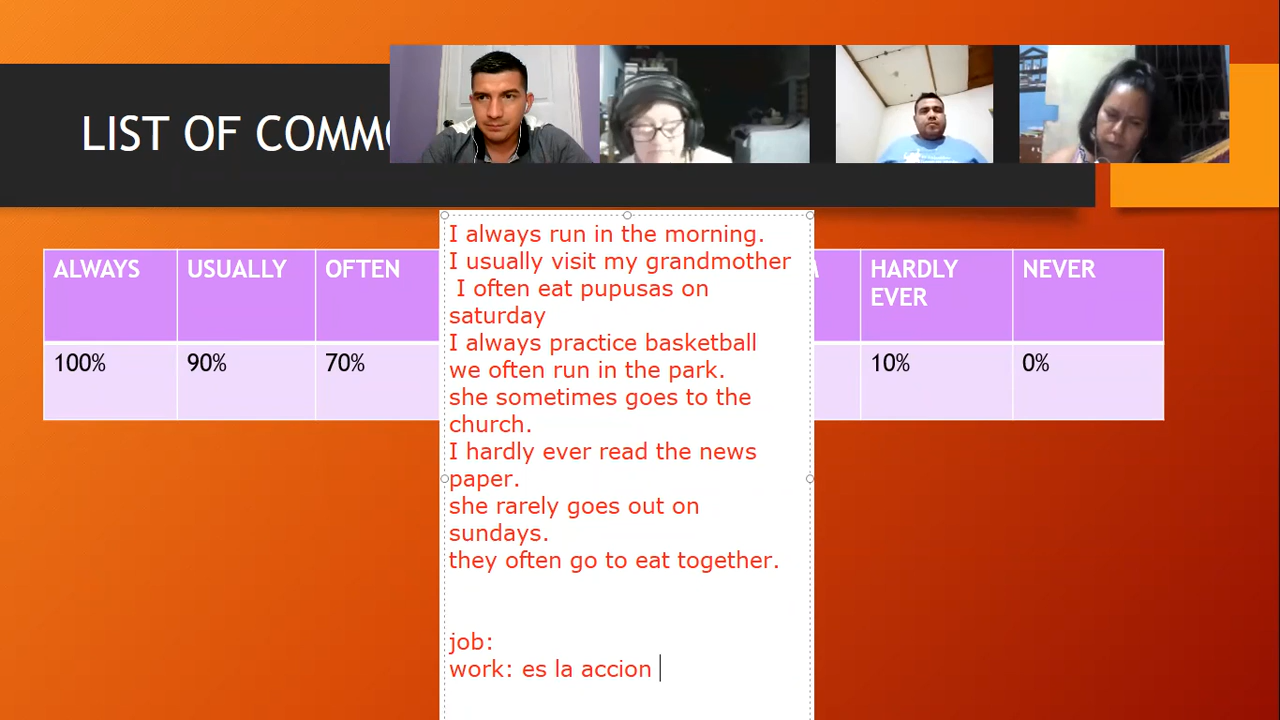 LIST OF COMMO
ALWAYS USUALLY OFTEN HARDLY EVER NEVER
100% 90% 70% 10% 0%
I always run in the morning.
I usually visit my grandmother
I often eat pupusas on
saturday
I always practice basketball
we often run in the park.
she sometimes goes to the
church.
I hardly ever read the news
paper.
she rarely goes out on
sundays.
they often go to eat together.
job:
work: es la accion